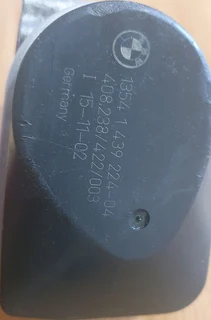 1354 1 439 224-04
408.238/422/003
I 15-11-02
Germany